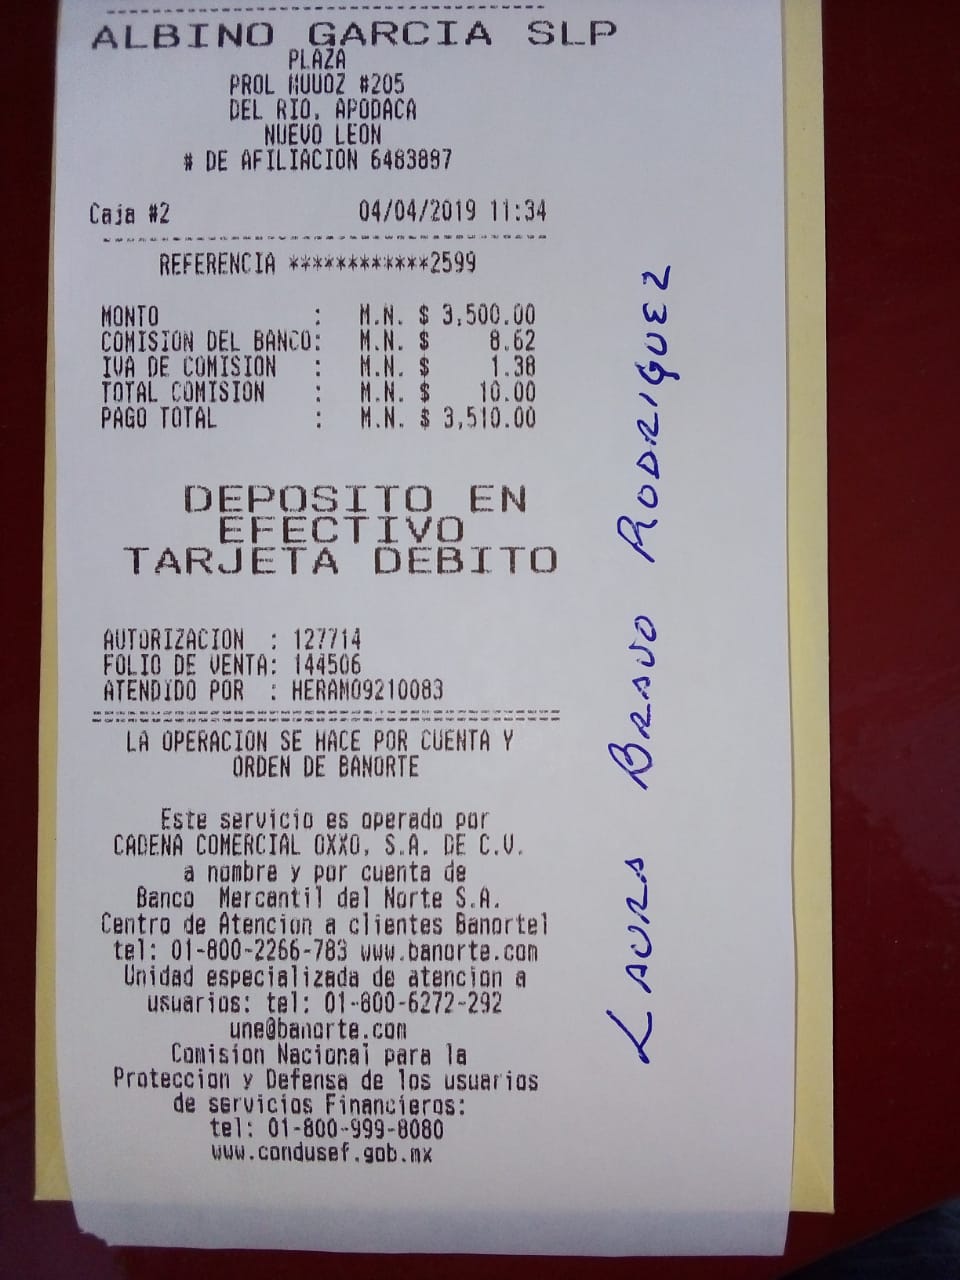 ALBINO GARCIA SLP
PLAZA
PROL MUUOZ #205
DEL RIO, APODACA
NUEVO LEON
# DE AFILIACION 6483887
Caja #2 04/04/2019 11:34
REFERENCIA ************2599
MONTO : M.N. $ 3,500.00
COMISION DEL BANCO: M.N. $ 8.62
IVA DE COMISION : M.N. $ 1.38
TOTAL COMISION : M.N. $ 10.00
PAGO TOTAL : M.N. $ 3,510.00
DEPOSITO EN
EFECTIVO
TARJETA DEBITO
AUTORIZACION : 127714
FOLIO DE VENTA: 144506
ATENDIDO POR : HERAMO9210083
LA OPERACION SE HACE POR CUENTA Y
ORDEN DE BANORTE
Este servicio es operado por
CADENA COMERCIAL OXXO, S.A. DE C.V.
a nombre y por cuenta de
Banco Mercantil del Norte S.A.
Centro de Atencion a clientes Banortel
tel: 01-800-2266-783 www.banorte.com
Unidad especializada de atencion a
usuarios: tel: 01-800-6272-292
une@banorte.com
Comision Nacional para la
Proteccion y Defensa de los usuarios
de servicios Financieros:
tel: 01-800-999-8080
www.condusef.gob.mx
LAURA BRAVO RODRIGUEZ